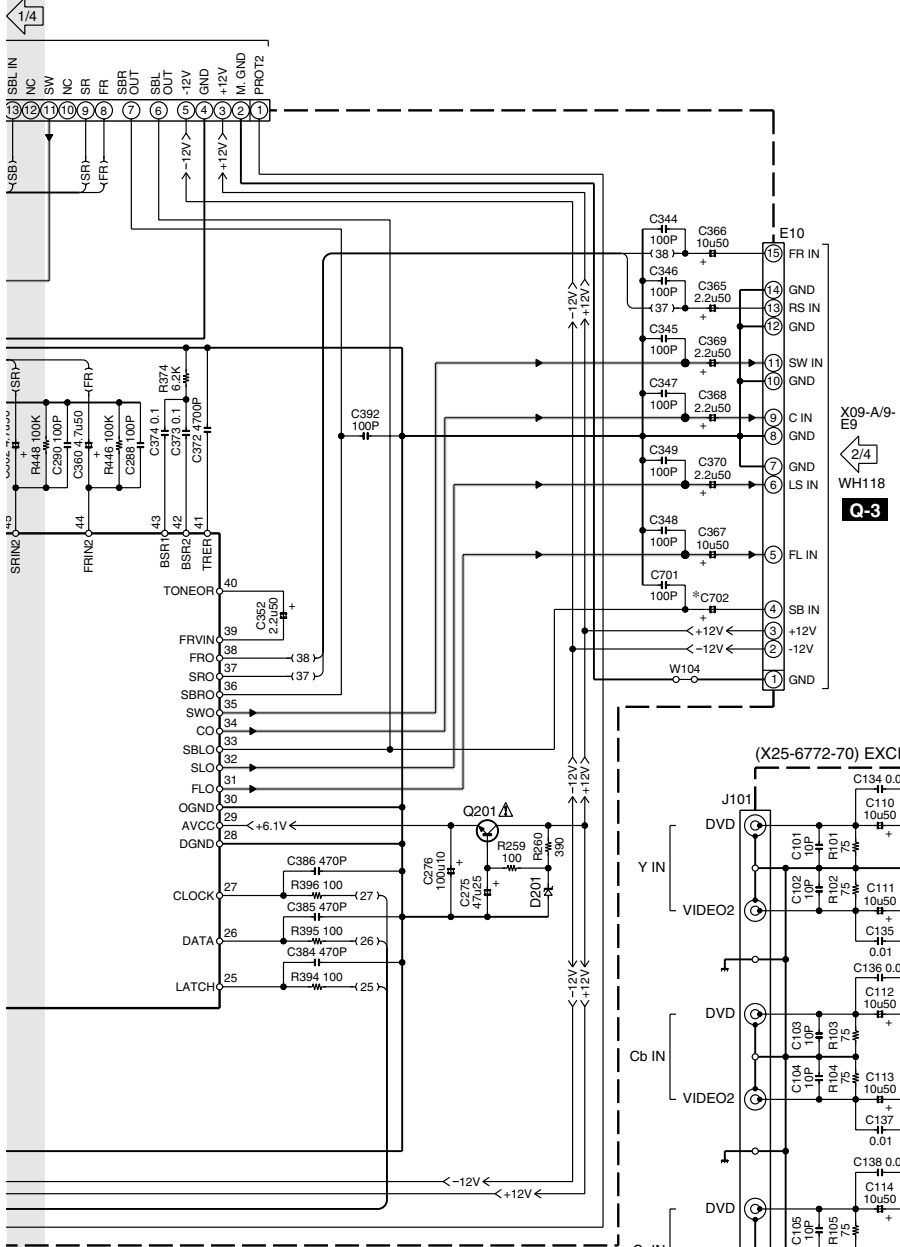 1/4
SBL IN
NC
SW
NC
SR
FR
SBR OUT
SBL OUT
-12V
GND
+12V
M. GND
PROT2
13 12 11 10 9 8 7 6 5 4 3 2 1
(SB)
(SR)
(FR)
-12V
+12V
C344
100P
(38)
C366
10u50
+
E10
15 FR IN
C346
100P
(37)
C365
2.2u50
+
14 GND
13 RS IN
12 GND
-12V
+12V
C345
100P
C369
2.2u50
+
11 SW IN
10 GND
C347
100P
C368
2.2u50
+
9 C IN
8 GND
C349
100P
C370
2.2u50
+
7 GND
6 LS IN
C348
100P
C367
10u50
+
5 FL IN
C701
100P
*C702
+
4 SB IN
+12V
3 +12V
-12V
2 -12V
W104
1 GND
X09-A/9-
E9
2/4
WH118
Q-3
(SR)
(FR)
R374
6.2K
R448 100K
C290 100P
C360 4.7u50
+
R446 100K
C288 100P
C374 0.1
C373 0.1
C372 4700P
C392
100P
45
44
43
42
41
SRIN2
FRIN2
BSR1
BSR2
TRER
TONEOR 40
C352
2.2u50
+
FRVIN 39
FRO 38 (38)
SRO 37 (37)
SBRO 36
SWO 35
CO 34
SBLO 33
SLO 32
FLO 31
OGND 30
AVCC 29 +6.1V
DGND 28
CLOCK 27
C386 470P
R396 100
(27)
DATA 26
C385 470P
R395 100
(26)
LATCH 25
C384 470P
R394 100
(25)
Q201
C276
100u10
+
C275
47u25
+
R259
100
R260
390
D201
-12V
+12V
-12V
+12V
-12V
+12V
(X25-6772-70) EXCE
C134 0.0
J101
DVD
C110
10u50
+
Y IN
C101
10P
R101
75
C102
10P
R102
75
VIDEO2
C111
10u50
+
C135
0.01
C136 0.0
DVD
C112
10u50
+
Cb IN
C103
10P
R103
75
C104
10P
R104
75
VIDEO2
C113
10u50
+
C137
0.01
C138 0.0
DVD
C114
10u50
+
C105
10P
R105
75